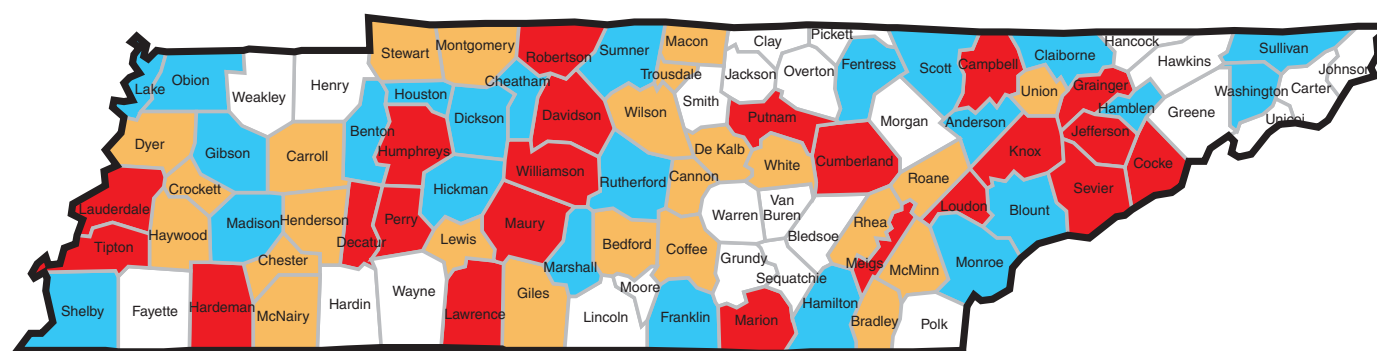 Stewart
Montgomery
Robertson
Sumner
Macon
Clay
Pickett
Fentress
Scott
Campbell
Claiborne
Hancock
Hawkins
Sullivan
Johnson
Lake
Obion
Weakley
Henry
Houston
Cheatham
Trousdale
Jackson
Overton
Union
Grainger
Hamblen
Greene
Washington
Carter
Unicoi
Dyer
Gibson
Carroll
Benton
Humphreys
Dickson
Davidson
Wilson
Smith
Putnam
Morgan
Anderson
Jefferson
Cocke
Crockett
Williamson
Rutherford
Cannon
De Kalb
White
Cumberland
Roane
Knox
Sevier
Lauderdale
Haywood
Madison
Henderson
Decatur
Perry
Hickman
Lewis
Maury
Bedford
Coffee
Warren
Van
Buren
Bledsoe
Rhea
Loudon
Blount
Tipton
Chester
Marshall
Moore
Grundy
Sequatchie
Meigs
McMinn
Monroe
Shelby
Fayette
Hardeman
McNairy
Hardin
Wayne
Lawrence
Giles
Lincoln
Franklin
Marion
Hamilton
Bradley
Polk